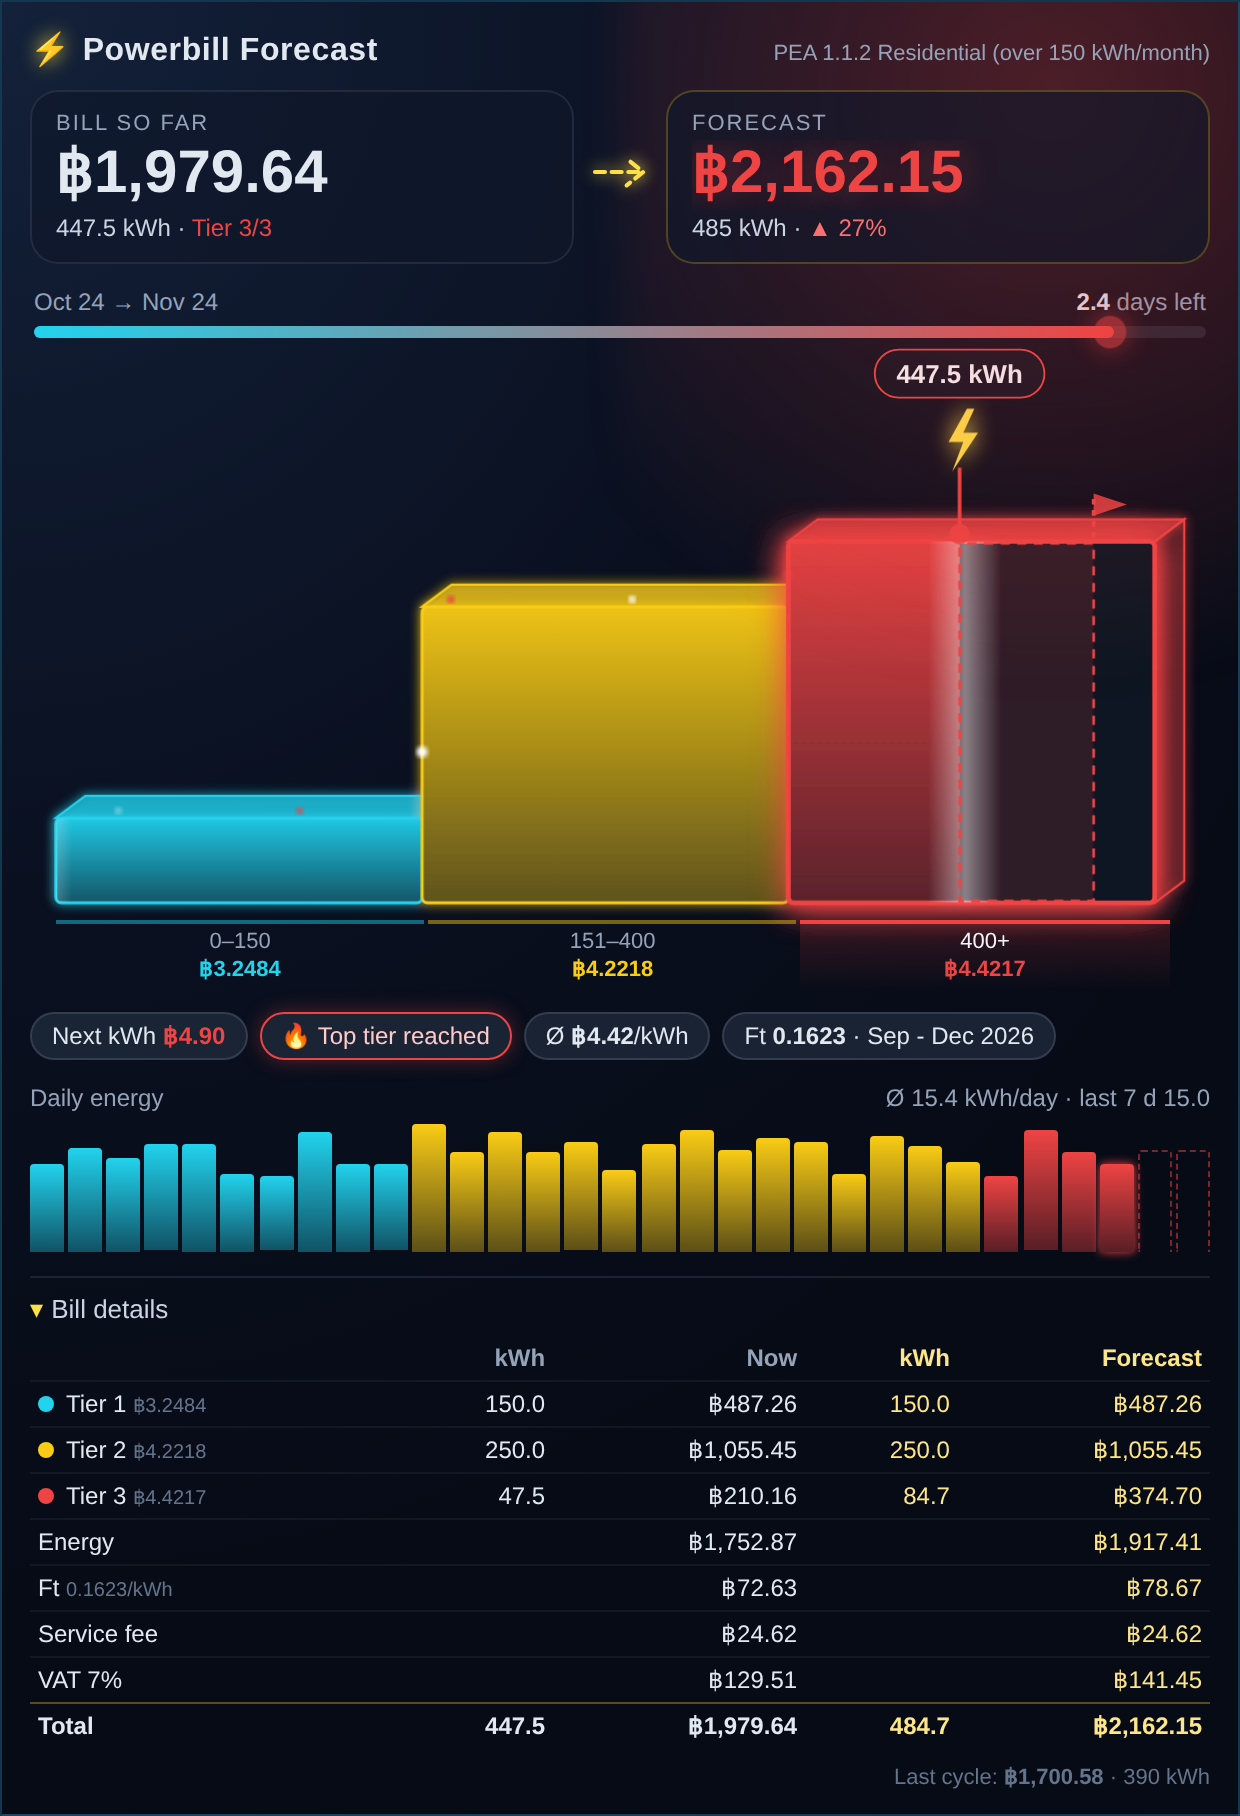 ⚡ Powerbill Forecast
PEA 1.1.2 Residential (over 150 kWh/month)
BILL SO FAR
฿1,979.64
447.5 kWh · Tier 3/3
FORECAST
฿2,162.15
485 kWh · ▲ 27%
Oct 24 → Nov 24
2.4 days left
447.5 kWh
0–150
฿3.2484
151–400
฿4.2218
400+
฿4.4217
Next kWh ฿4.90
🔥 Top tier reached
Ø ฿4.42/kWh
Ft 0.1623 · Sep - Dec 2026
Daily energy
Ø 15.4 kWh/day · last 7 d 15.0
▾ Bill details
kWh Now kWh Forecast
Tier 1 ฿3.2484 150.0 ฿487.26 150.0 ฿487.26
Tier 2 ฿4.2218 250.0 ฿1,055.45 250.0 ฿1,055.45
Tier 3 ฿4.4217 47.5 ฿210.16 84.7 ฿374.70
Energy ฿1,752.87 ฿1,917.41
Ft 0.1623/kWh ฿72.63 ฿78.67
Service fee ฿24.62 ฿24.62
VAT 7% ฿129.51 ฿141.45
Total 447.5 ฿1,979.64 484.7 ฿2,162.15
Last cycle: ฿1,700.58 · 390 kWh